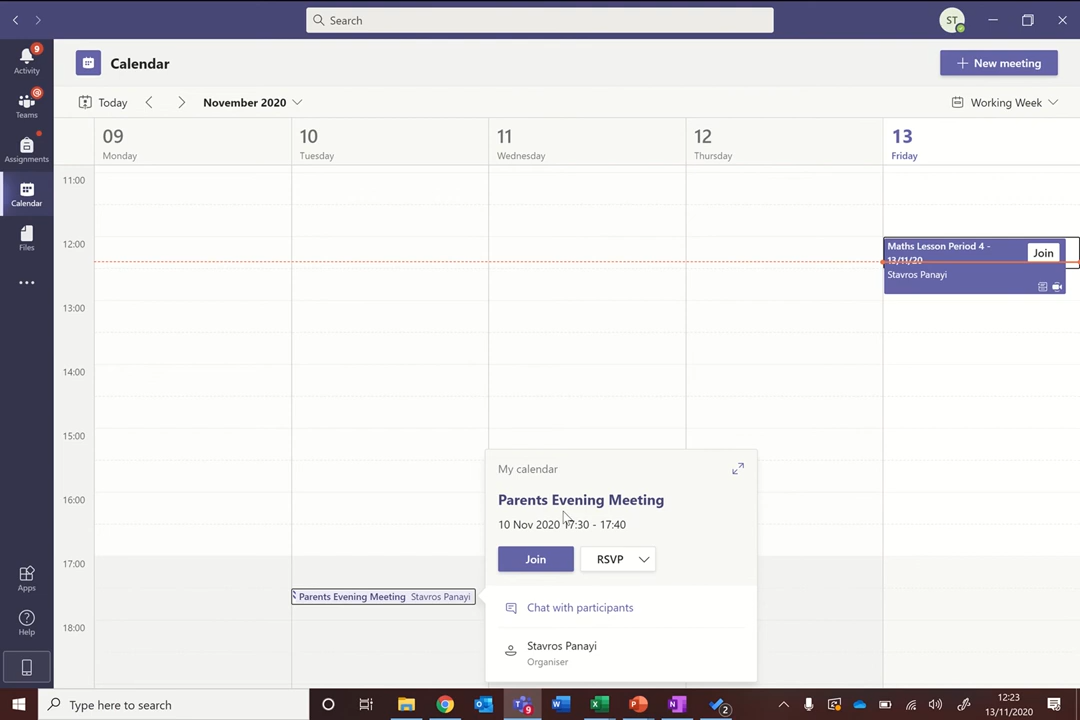 Search
ST
9
Activity
Teams
Assignments
Calendar
Files
Apps
Help
Calendar
New meeting
Today
November 2020
Working Week
09
Monday
10
Tuesday
11
Wednesday
12
Thursday
13
Friday
11:00
12:00
13:00
14:00
15:00
16:00
17:00
18:00
Maths Lesson Period 4 -
13/11/20
Stavros Panayi
Join
Parents Evening Meeting Stavros Panayi
My calendar
Parents Evening Meeting
10 Nov 2020 17:30 - 17:40
Join
RSVP
Chat with participants
Stavros Panayi
Organiser
Type here to search
9
2
12:23
13/11/2020